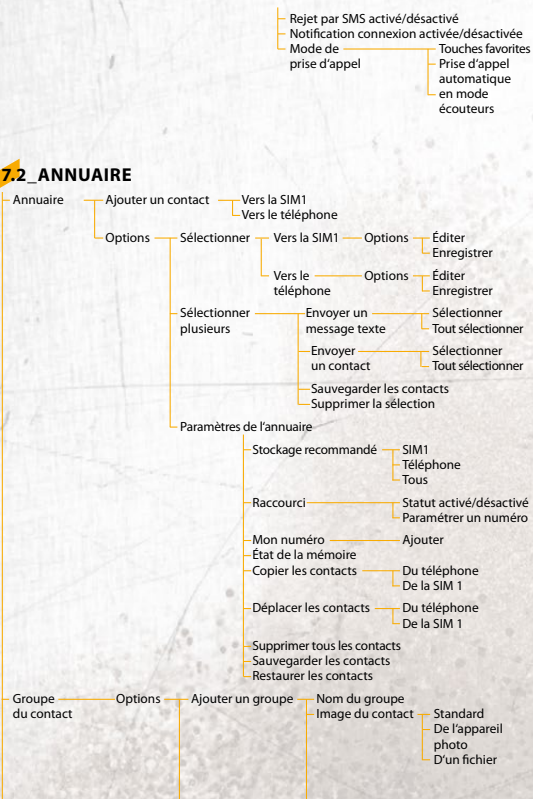 Rejet par SMS activé/désactivé
Notification connexion activée/désactivée
Mode de prise d'appel
Touches favorites
Prise d'appel automatique en mode écouteurs
7.2_ANNUAIRE
Annuaire
Ajouter un contact
Vers la SIM1
Vers le téléphone
Options
Sélectionner
Vers la SIM1
Options
Éditer
Enregistrer
Vers le téléphone
Options
Éditer
Enregistrer
Sélectionner plusieurs
Envoyer un message texte
Sélectionner
Tout sélectionner
Envoyer un contact
Sélectionner
Tout sélectionner
Sauvegarder les contacts
Supprimer la sélection
Paramètres de l'annuaire
Stockage recommandé
SIM1
Téléphone
Tous
Raccourci
Statut activé/désactivé
Paramétrer un numéro
Mon numéro
Ajouter
État de la mémoire
Copier les contacts
Du téléphone
De la SIM 1
Déplacer les contacts
Du téléphone
De la SIM 1
Supprimer tous les contacts
Sauvegarder les contacts
Restaurer les contacts
Groupe du contact
Options
Ajouter un groupe
Nom du groupe
Image du contact
Standard
De l'appareil photo
D'un fichier